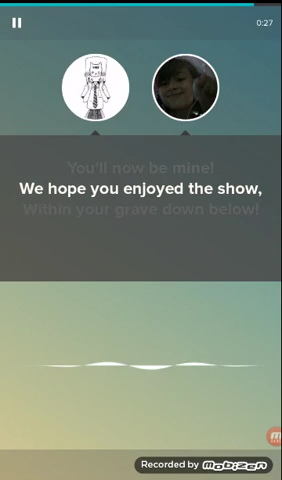 0:27
You'll now be mine!
We hope you enjoyed the show,
Within your grave down below!
Recorded by mobizen